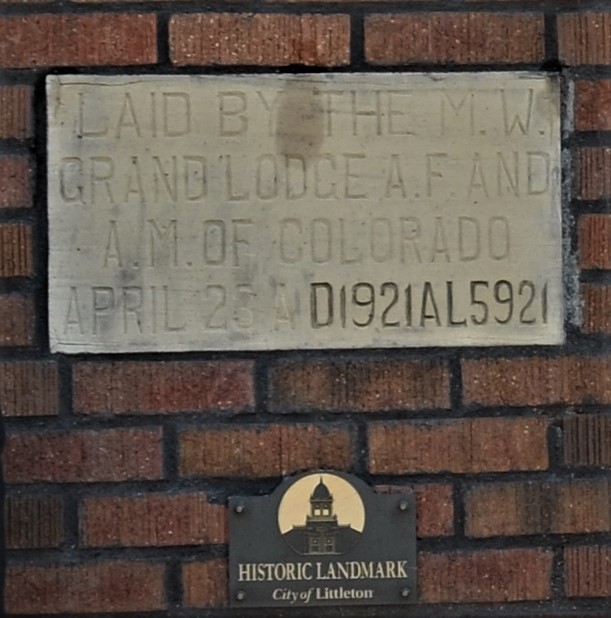 LAID BY THE M.W.
GRAND LODGE A.F. AND
A.M. OF COLORADO
APRIL 23 A D1921AL5921
HISTORIC LANDMARK
City of Littleton